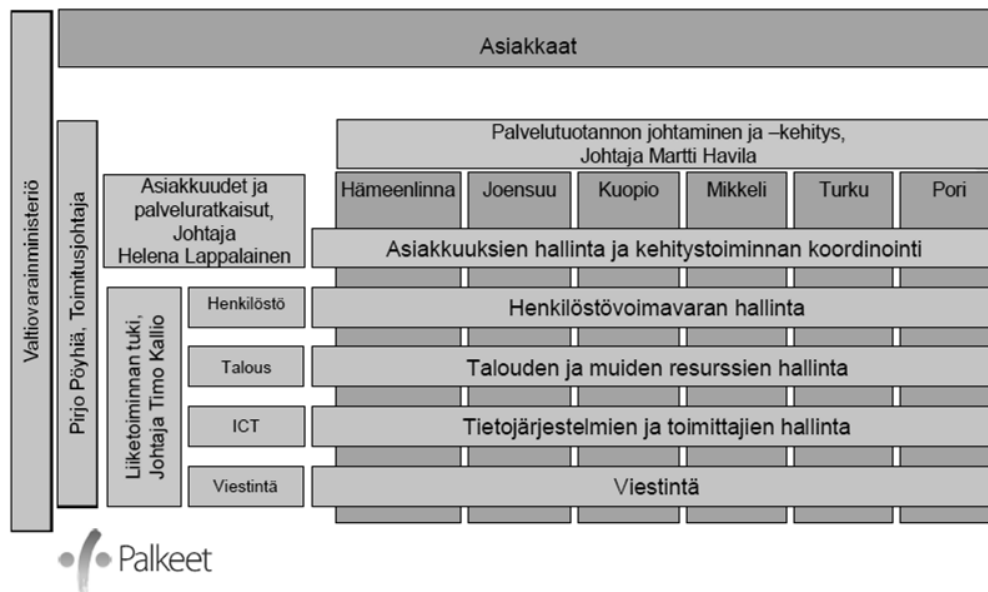 Asiakkaat
Valtiovarainministeriö
Pirjo Pöyhiä, Toimitusjohtaja
Palvelutuotannon johtaminen ja –kehitys,
Johtaja Martti Havila
Asiakkuudet ja
palveluratkaisut,
Johtaja
Helena Lappalainen
Hämeenlinna
Joensuu
Kuopio
Mikkeli
Turku
Pori
Asiakkuuksien hallinta ja kehitystoiminnan koordinointi
Liiketoiminnan tuki,
Johtaja Timo Kallio
Henkilöstö
Henkilöstövoimavaran hallinta
Talous
Talouden ja muiden resurssien hallinta
ICT
Tietojärjestelmien ja toimittajien hallinta
Viestintä
Viestintä
Palkeet